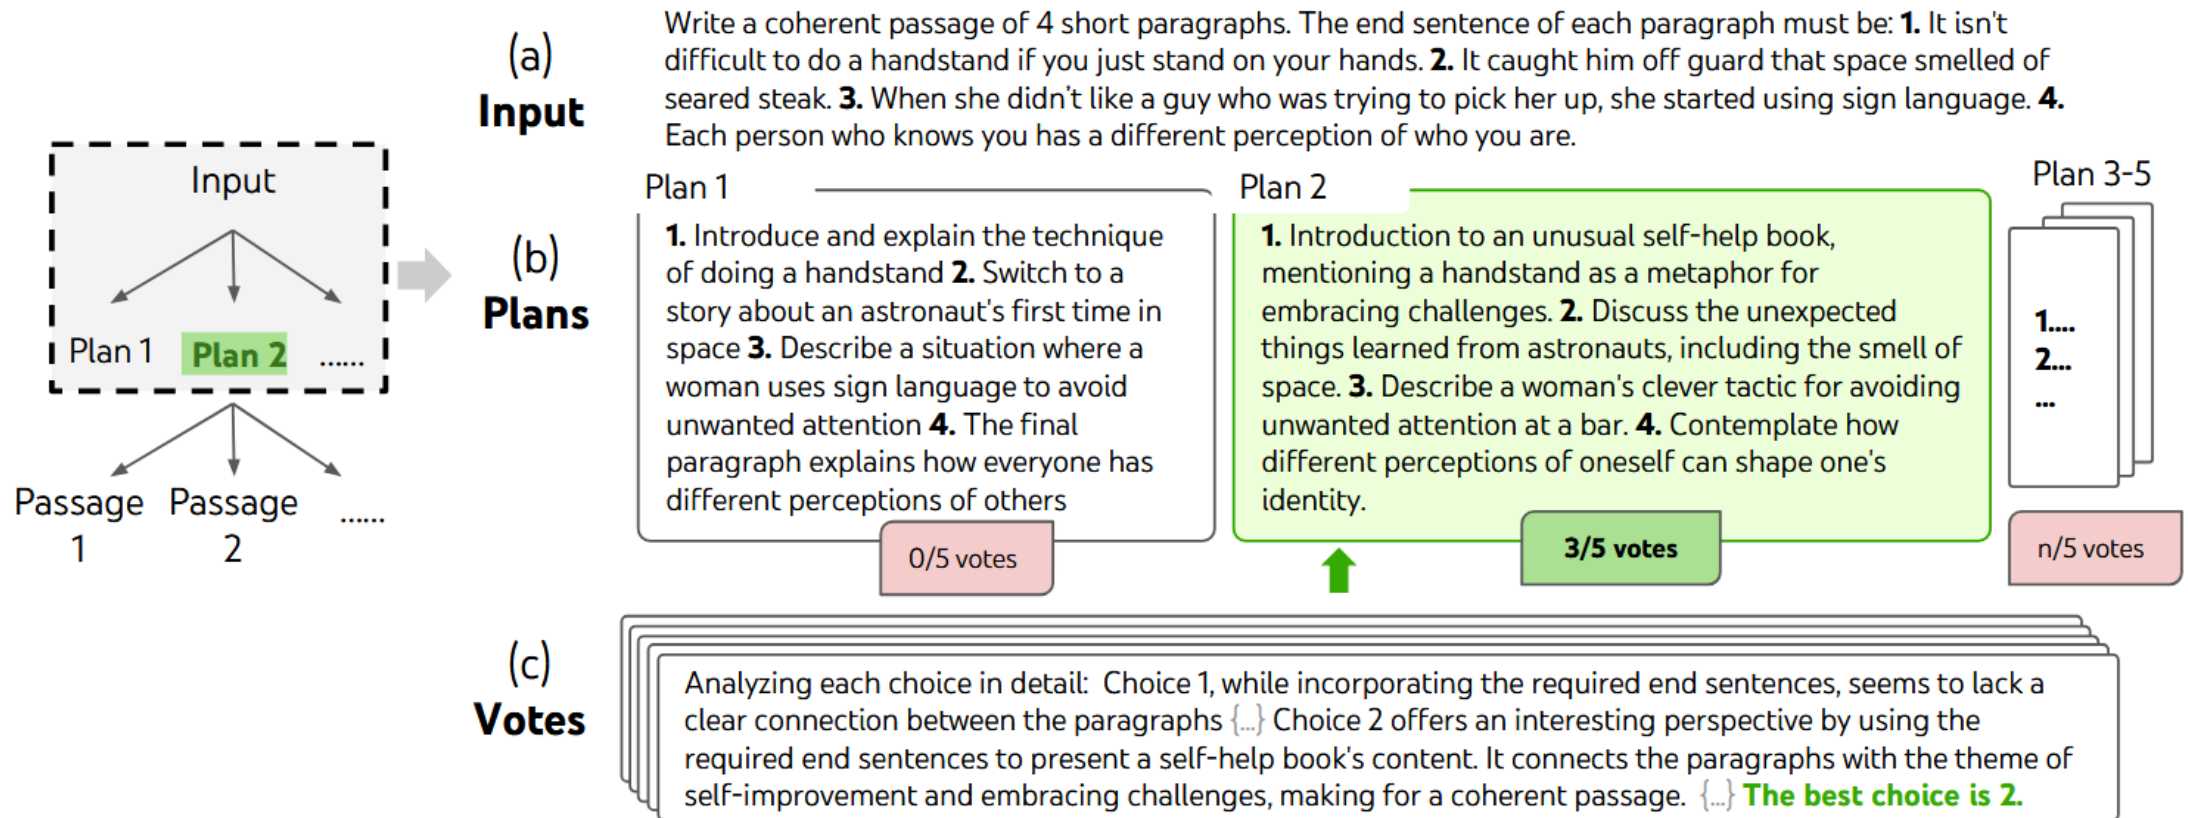 Input
Plan 1
Plan 2
......
Passage
1
Passage
2
......
(a)
Input
Write a coherent passage of 4 short paragraphs. The end sentence of each paragraph must be: 1. It isn't
difficult to do a handstand if you just stand on your hands. 2. It caught him off guard that space smelled of
seared steak. 3. When she didn't like a guy who was trying to pick her up, she started using sign language. 4.
Each person who knows you has a different perception of who you are.
(b)
Plans
Plan 1
1. Introduce and explain the technique
of doing a handstand 2. Switch to a
story about an astronaut's first time in
space 3. Describe a situation where a
woman uses sign language to avoid
unwanted attention 4. The final
paragraph explains how everyone has
different perceptions of others
0/5 votes
Plan 2
1. Introduction to an unusual self-help book,
mentioning a handstand as a metaphor for
embracing challenges. 2. Discuss the unexpected
things learned from astronauts, including the smell of
space. 3. Describe a woman's clever tactic for avoiding
unwanted attention at a bar. 4. Contemplate how
different perceptions of oneself can shape one's
identity.
3/5 votes
Plan 3-5
1....
2...
...
n/5 votes
(c)
Votes
Analyzing each choice in detail: Choice 1, while incorporating the required end sentences, seems to lack a
clear connection between the paragraphs {...} Choice 2 offers an interesting perspective by using the
required end sentences to present a self-help book's content. It connects the paragraphs with the theme of
self-improvement and embracing challenges, making for a coherent passage. {...} The best choice is 2.